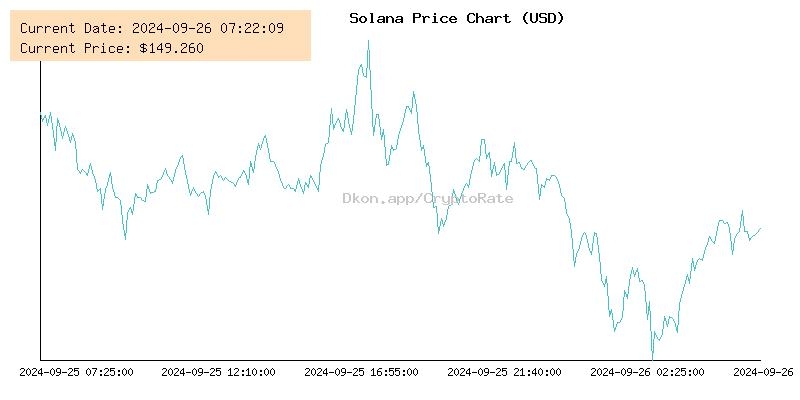 Solana Price Chart (USD)
Current Date: 2024-09-26 07:22:09
Current Price: $149.260
Dkon.app/CryptoRate
2024-09-25 07:25:00 2024-09-25 12:10:00 2024-09-25 16:55:00 2024-09-25 21:40:00 2024-09-26 02:25:00 2024-09-26